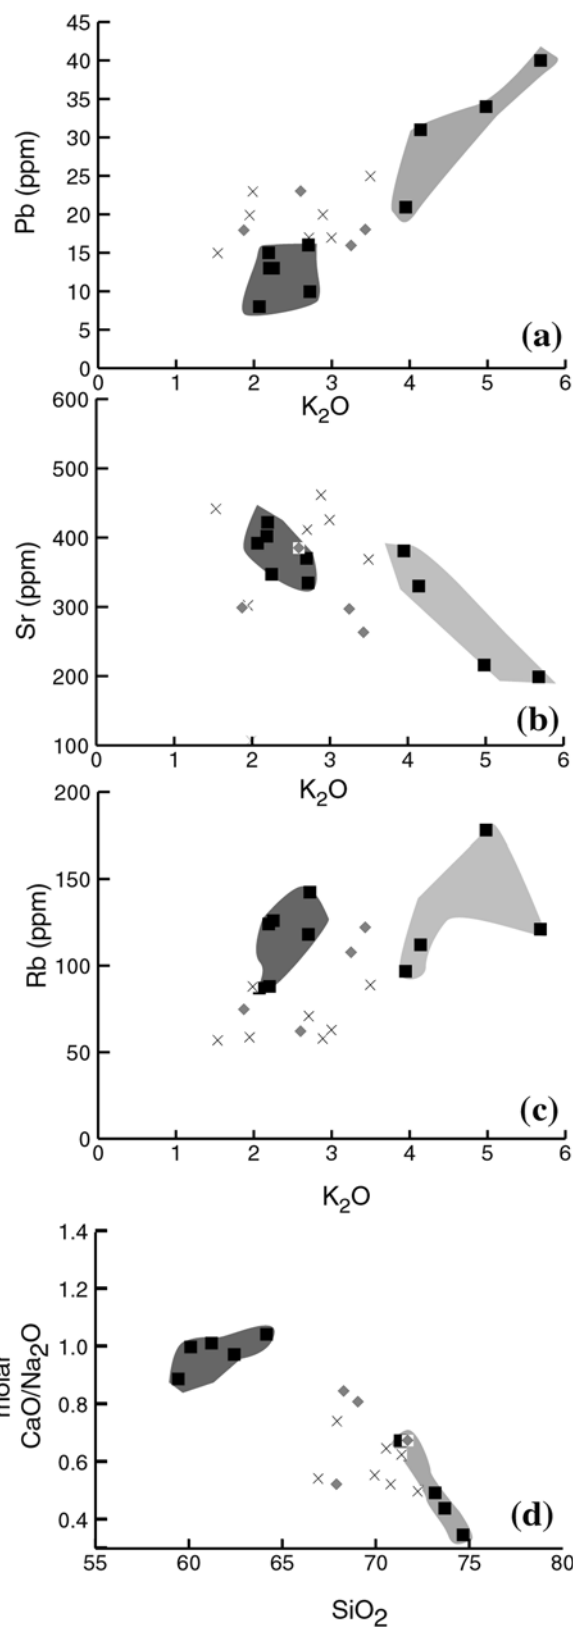 45
40
35
30
25
20
15
10
5
0
Pb (ppm)
(a)
0 1 2 3 4 5 6
K₂O
600
500
400
300
200
100
Sr (ppm)
(b)
0 1 2 3 4 5 6
K₂O
200
150
100
50
0
Rb (ppm)
(c)
0 1 2 3 4 5 6
K₂O
1.4
1.2
1.0
0.8
0.6
0.4
molar
CaO/Na₂O
(d)
55 60 65 70 75 80
SiO₂